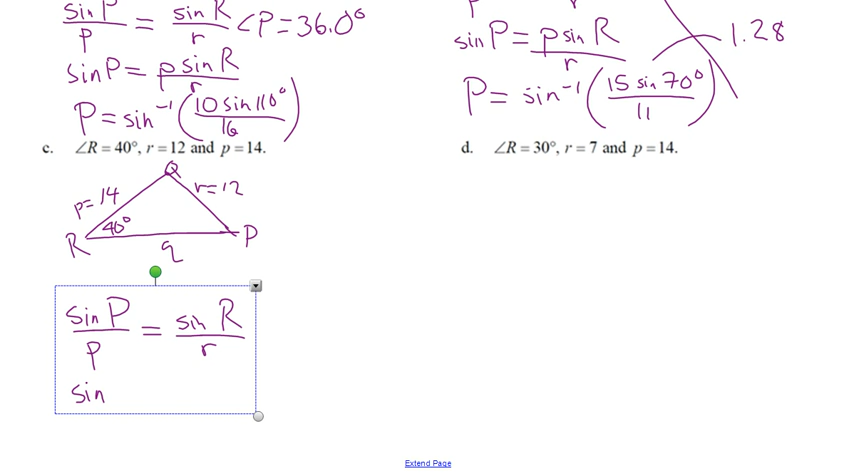 sin P / p = sin R / r ∠P = 36.0°
sin P = p sin R / r
P = sin⁻¹ (10 sin 110° / 16)
sin P = p sin R / r
1.28
P = sin⁻¹ (15 sin 70° / 11)
c. ∠R = 40°, r = 12 and p = 14.
Q
p = 14
r = 12
40°
R
P
q
sin P / p = sin R / r
sin
d. ∠R = 30°, r = 7 and p = 14.
Extend Page